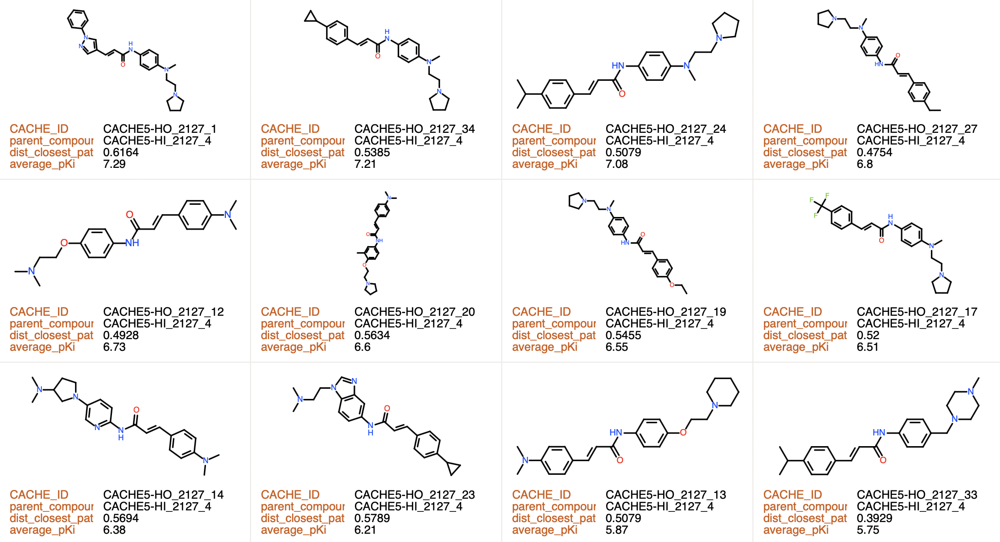 CACHE_ID CACHE5-HO_2127_1
parent_compour CACHE5-HI_2127_4
dist_closest_pat 0.6164
average_pKi 7.29
CACHE_ID CACHE5-HO_2127_34
parent_compour CACHE5-HI_2127_4
dist_closest_pat 0.5385
average_pKi 7.21
CACHE_ID CACHE5-HO_2127_24
parent_compour CACHE5-HI_2127_4
dist_closest_pat 0.5079
average_pKi 7.08
CACHE_ID CACHE5-HO_2127_27
parent_compour CACHE5-HI_2127_4
dist_closest_pat 0.4754
average_pKi 6.8
CACHE_ID CACHE5-HO_2127_12
parent_compour CACHE5-HI_2127_4
dist_closest_pat 0.4928
average_pKi 6.73
CACHE_ID CACHE5-HO_2127_20
parent_compour CACHE5-HI_2127_4
dist_closest_pat 0.5634
average_pKi 6.6
CACHE_ID CACHE5-HO_2127_19
parent_compour CACHE5-HI_2127_4
dist_closest_pat 0.5455
average_pKi 6.55
CACHE_ID CACHE5-HO_2127_17
parent_compour CACHE5-HI_2127_4
dist_closest_pat 0.52
average_pKi 6.51
CACHE_ID CACHE5-HO_2127_14
parent_compour CACHE5-HI_2127_4
dist_closest_pat 0.5694
average_pKi 6.38
CACHE_ID CACHE5-HO_2127_23
parent_compour CACHE5-HI_2127_4
dist_closest_pat 0.5789
average_pKi 6.21
CACHE_ID CACHE5-HO_2127_13
parent_compour CACHE5-HI_2127_4
dist_closest_pat 0.5079
average_pKi 5.87
CACHE_ID CACHE5-HO_2127_33
parent_compour CACHE5-HI_2127_4
dist_closest_pat 0.3929
average_pKi 5.75